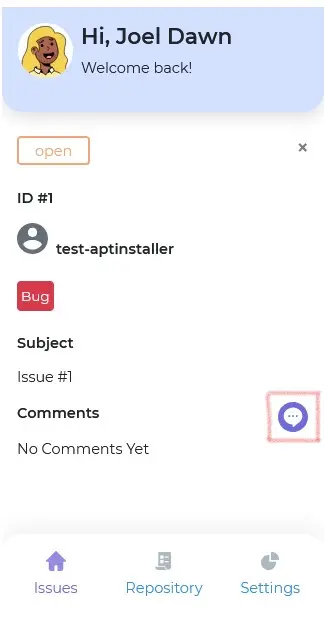 Hi, Joel Dawn
Welcome back!
open
×
ID #1
test-aptinstaller
Bug
Subject
Issue #1
Comments
No Comments Yet
Issues Repository Settings